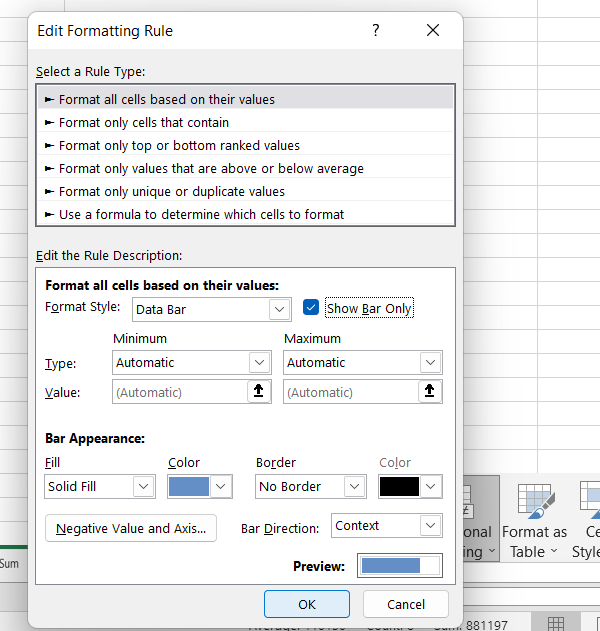 Edit Formatting Rule
?
Select a Rule Type:
► Format all cells based on their values
► Format only cells that contain
► Format only top or bottom ranked values
► Format only values that are above or below average
► Format only unique or duplicate values
► Use a formula to determine which cells to format
Edit the Rule Description:
Format all cells based on their values:
Format Style: Data Bar Show Bar Only
Minimum Maximum
Type: Automatic Automatic
Value: (Automatic) (Automatic)
Bar Appearance:
Fill Color Border Color
Solid Fill No Border
Negative Value and Axis... Bar Direction: Context
Preview:
OK Cancel
Sum
Format as
Table
881197